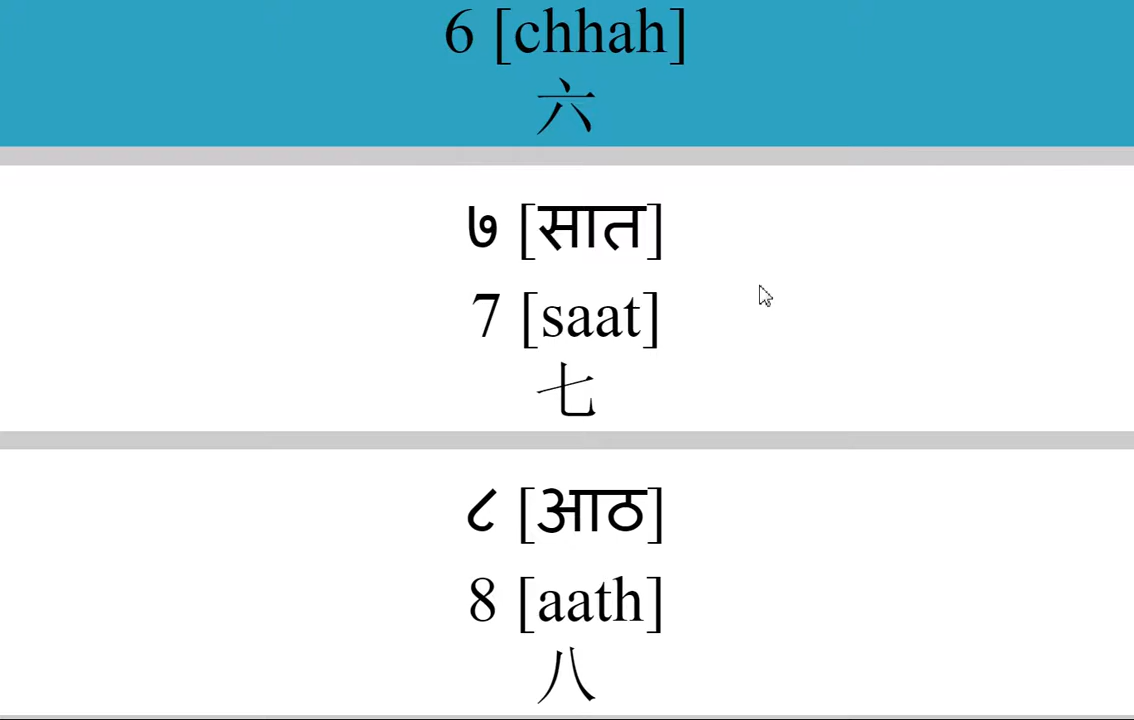 6 [chhah]
六
७ [सात]
7 [saat]
七
८ [आठ]
8 [aath]
八